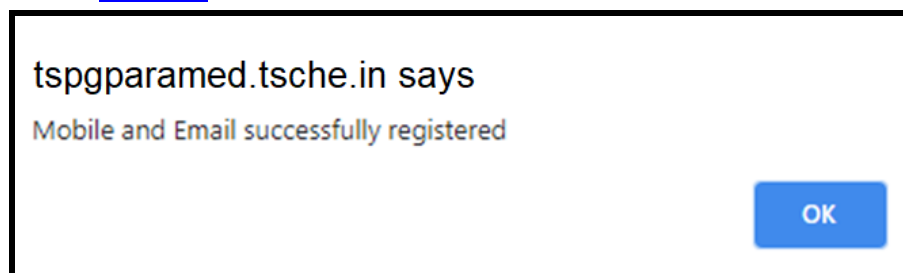 tspgparamed.tsche.in says
Mobile and Email successfully registered
OK